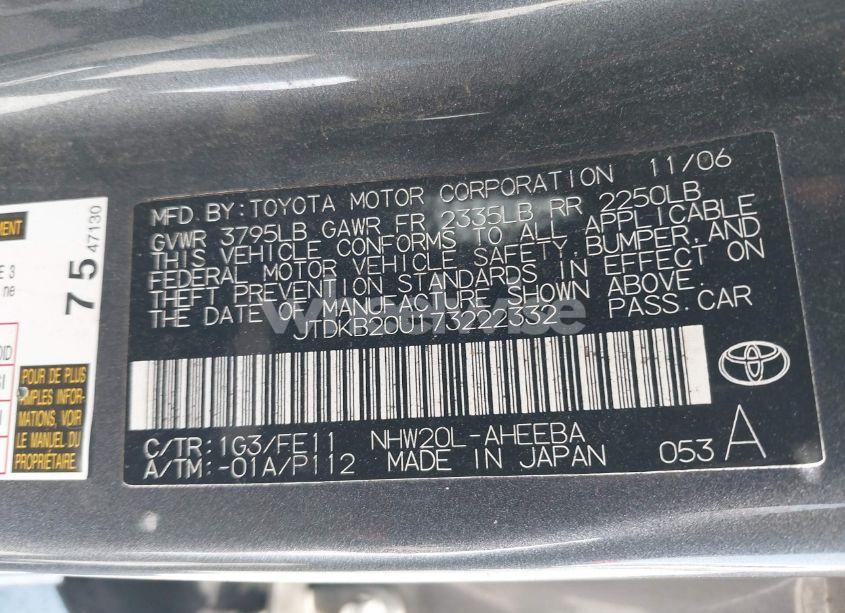 MFD. BY: TOYOTA MOTOR CORPORATION 11/06
GVWR 3795LB GAWR FR 2335LB RR 2250LB
THIS VEHICLE CONFORMS TO ALL APPLICABLE
FEDERAL MOTOR VEHICLE SAFETY, BUMPER, AND
THEFT PREVENTION STANDARDS IN EFFECT ON
THE DATE OF MANUFACTURE SHOWN ABOVE.
JTDKB20U173222332 PASS.CAR
C/TR: 1G3/FE11 NHW20L-AHEEBA
A/TM: -01A/P112 MADE IN JAPAN 053 A
75 47130
E 3
ne
POUR DE PLUS
AMPLES INFOR-
MATIONS, VOIR
LE MANUEL DU
PROPRIÉTAIRE.